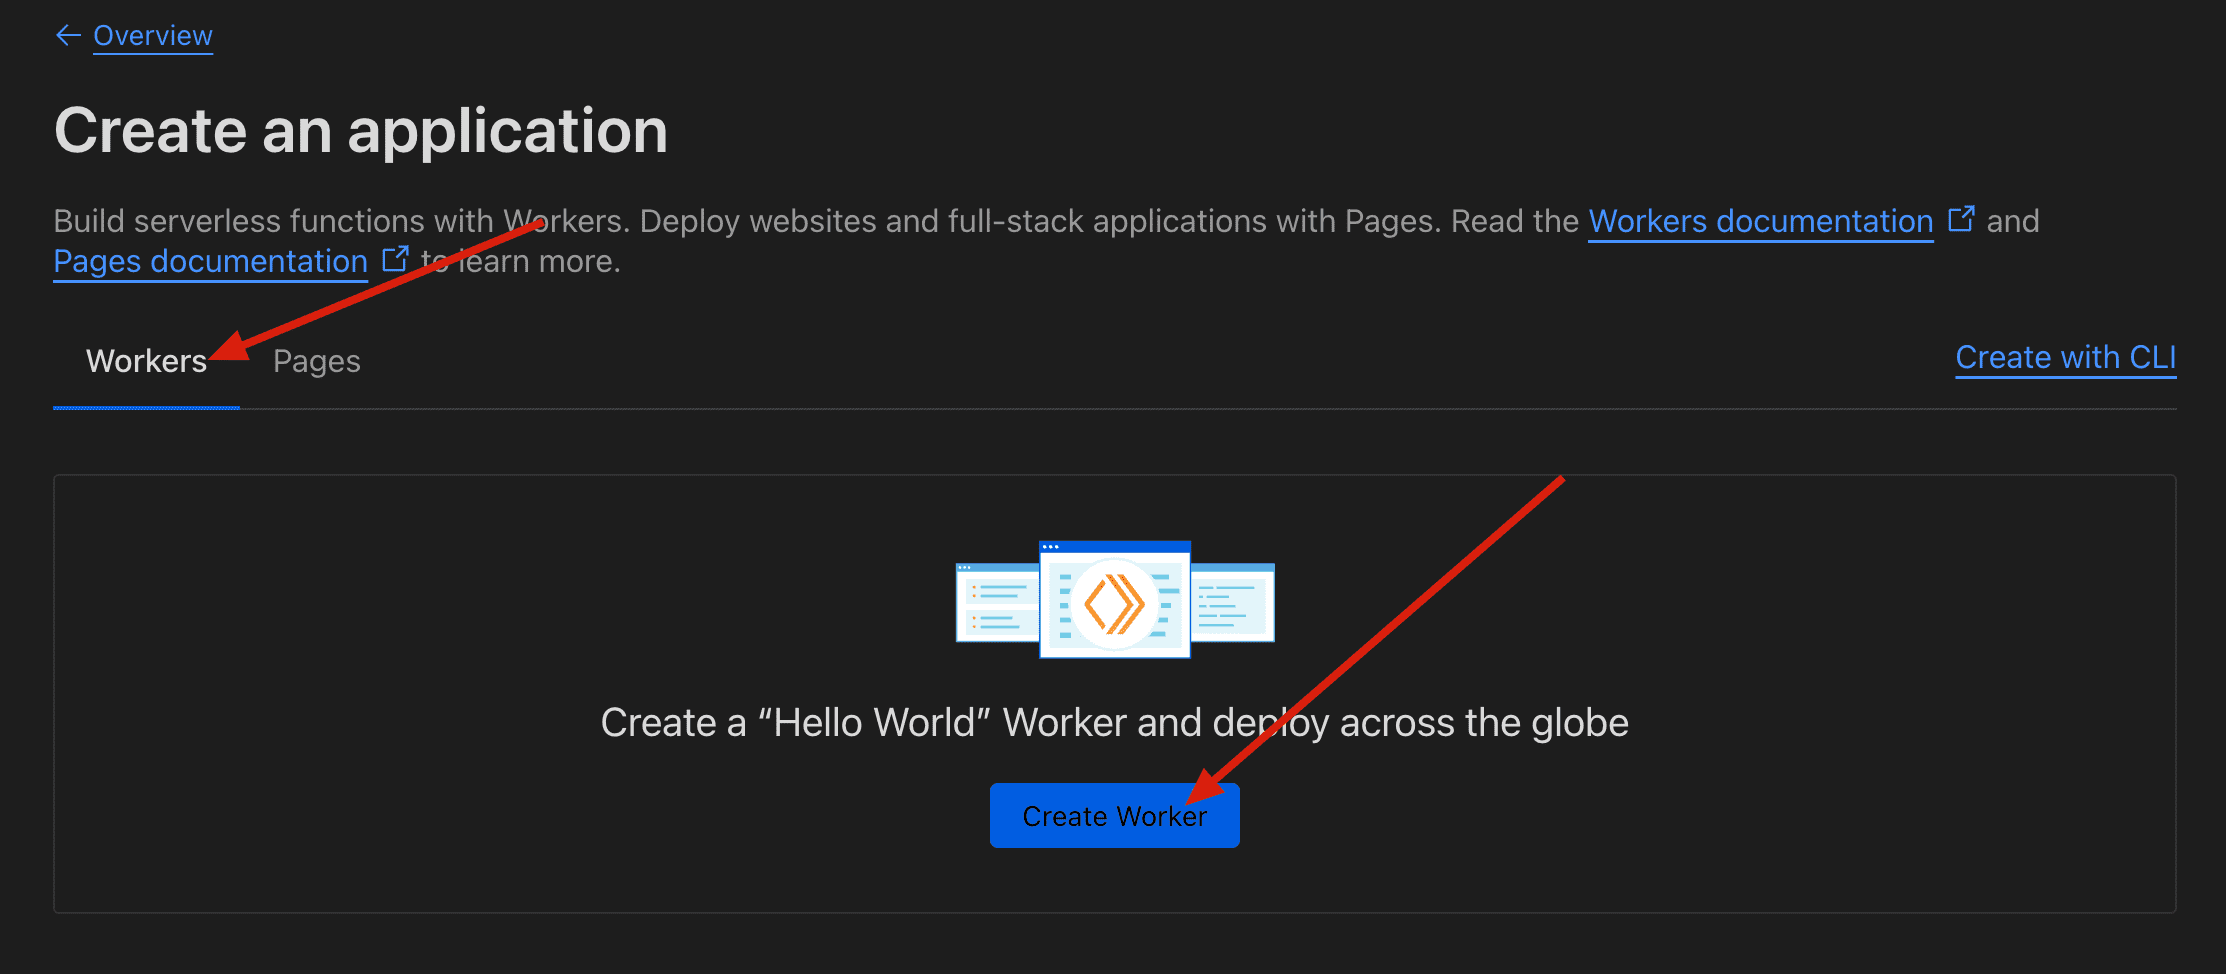 Overview
Create an application
Build serverless functions with Workers. Deploy websites and full-stack applications with Pages. Read the Workers documentation and
Pages documentation to learn more.
Workers Pages Create with CLI
Create a “Hello World” Worker and deploy across the globe
Create Worker